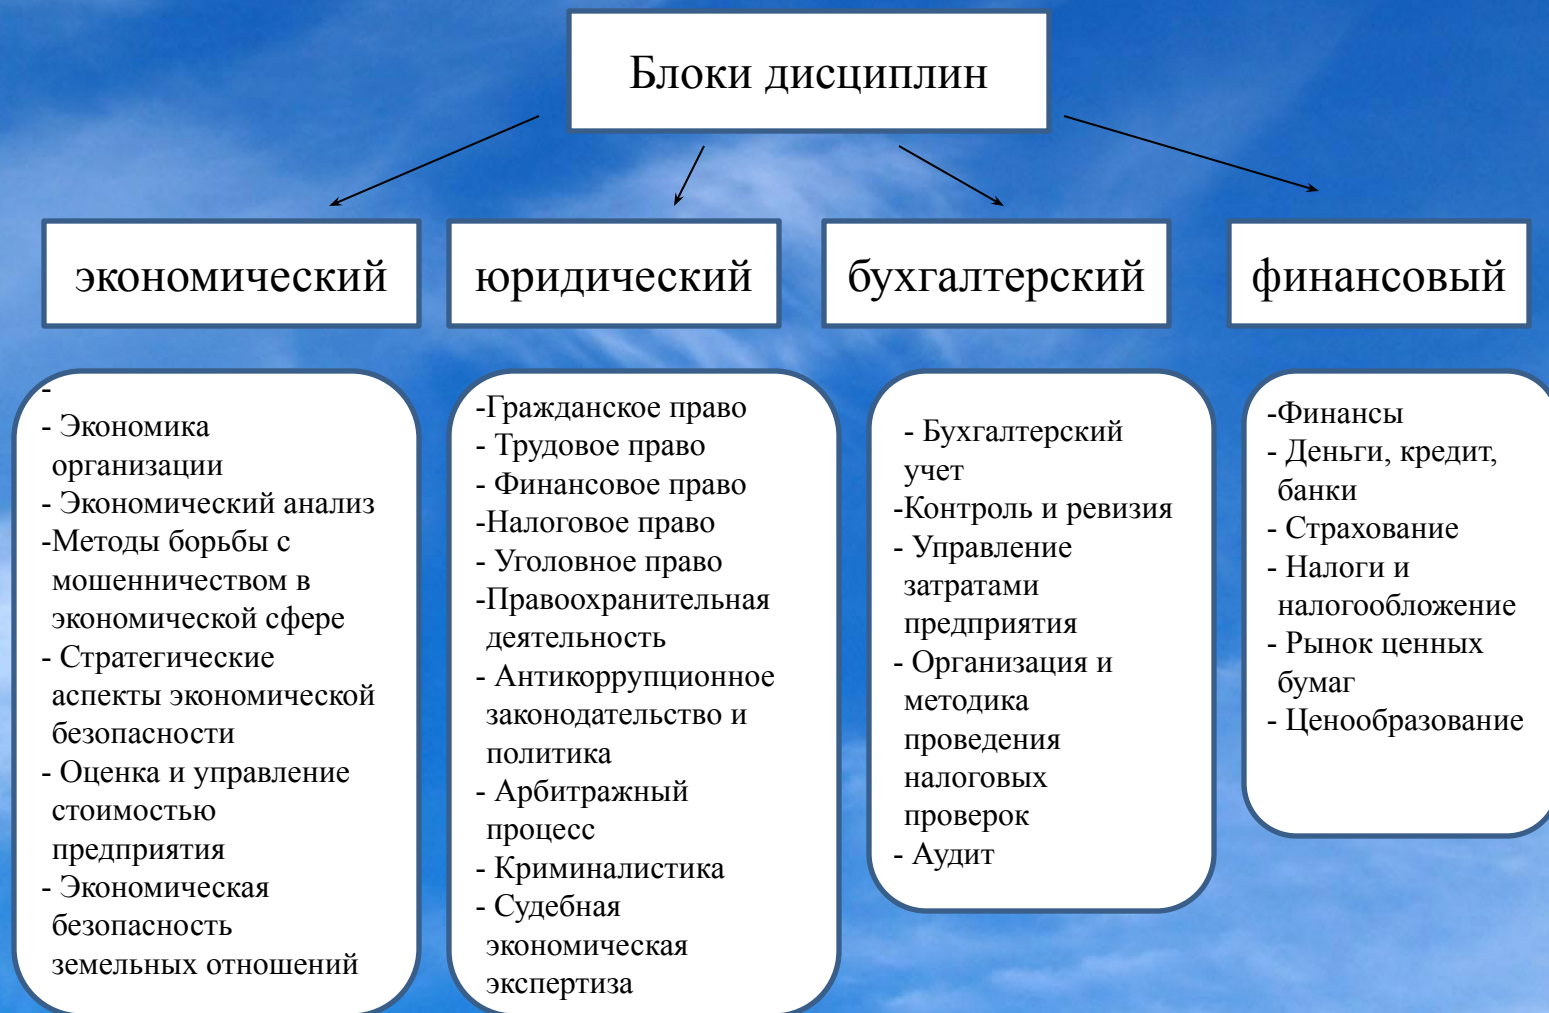 Блоки дисциплин
экономический
юридический
бухгалтерский
финансовый
-
- Экономика
организации
- Экономический анализ
-Методы борьбы с
мошенничеством в
экономической сфере
- Стратегические
аспекты экономической
безопасности
- Оценка и управление
стоимостью
предприятия
- Экономическая
безопасность
земельных отношений
-Гражданское право
- Трудовое право
- Финансовое право
-Налоговое право
- Уголовное право
-Правоохранительная
деятельность
- Антикоррупционное
законодательство и
политика
- Арбитражный
процесс
- Криминалистика
- Судебная
экономическая
экспертиза
- Бухгалтерский
учет
-Контроль и ревизия
- Управление
затратами
предприятия
- Организация и
методика
проведения
налоговых
проверок
- Аудит
-Финансы
- Деньги, кредит,
банки
- Страхование
- Налоги и
налогообложение
- Рынок ценных
бумаг
- Ценообразование